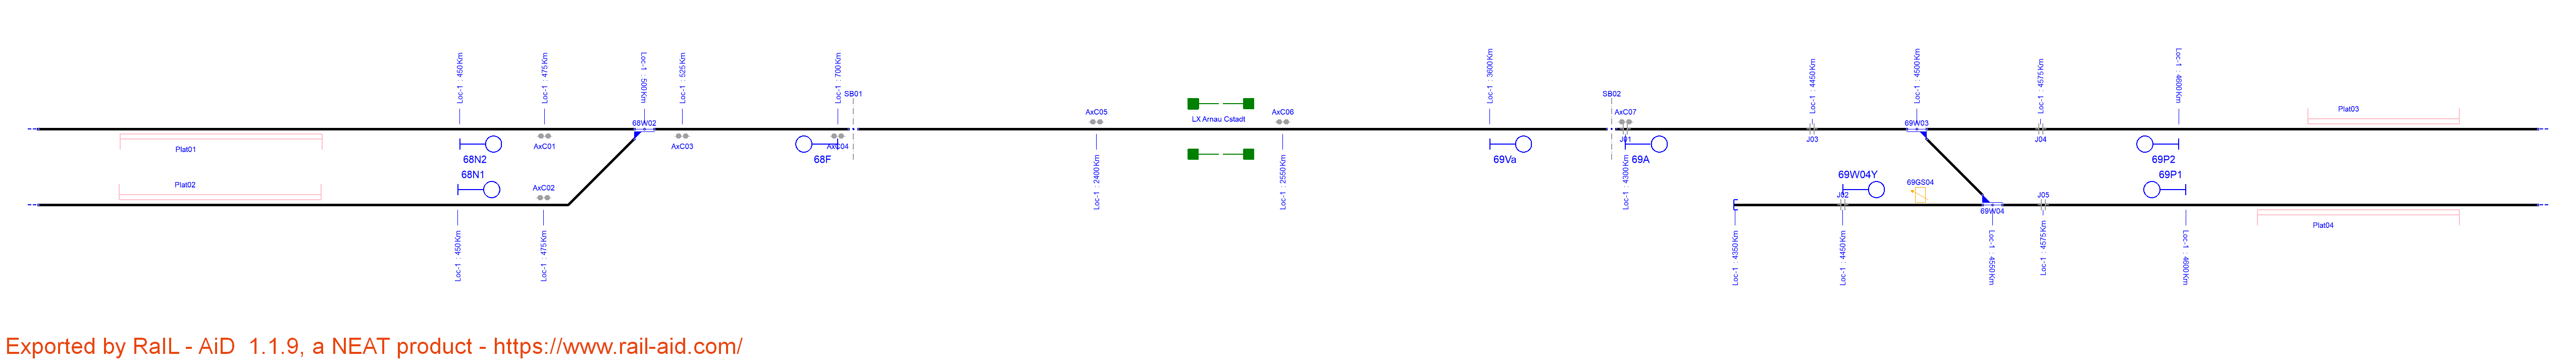 Loc-1 : 450Km
Loc-1 : 475Km
Loc-1 : 500Km
Loc-1 : 525Km
Loc-1 : 700Km
Loc-1 : 3600Km
Loc-1 : 4450Km
Loc-1 : 4500Km
Loc-1 : 4575Km
Loc-1 : 4600Km
SB01
SB02
AxC05
AxC06
AxC07
Plat03
LX Arnau Cstadt
68W02
69W03
Plat01
68N2
AxC01
AxC03
68F
AxC04
69Va
J01
69A
J03
J04
69P2
68N1
Plat02
AxC02
69W04Y
J02
69GS04
69P1
Loc-1 : 2400Km
Loc-1 : 2550Km
Loc-1 : 4300Km
69W04
Plat04
Loc-1 : 450Km
Loc-1 : 475Km
Loc-1 : 4350Km
Loc-1 : 4450Km
Loc-1 : 4550Km
Loc-1 : 4575Km
Loc-1 : 4600Km
Exported by RaIL - AiD 1.1.9, a NEAT product - https://www.rail-aid.com/